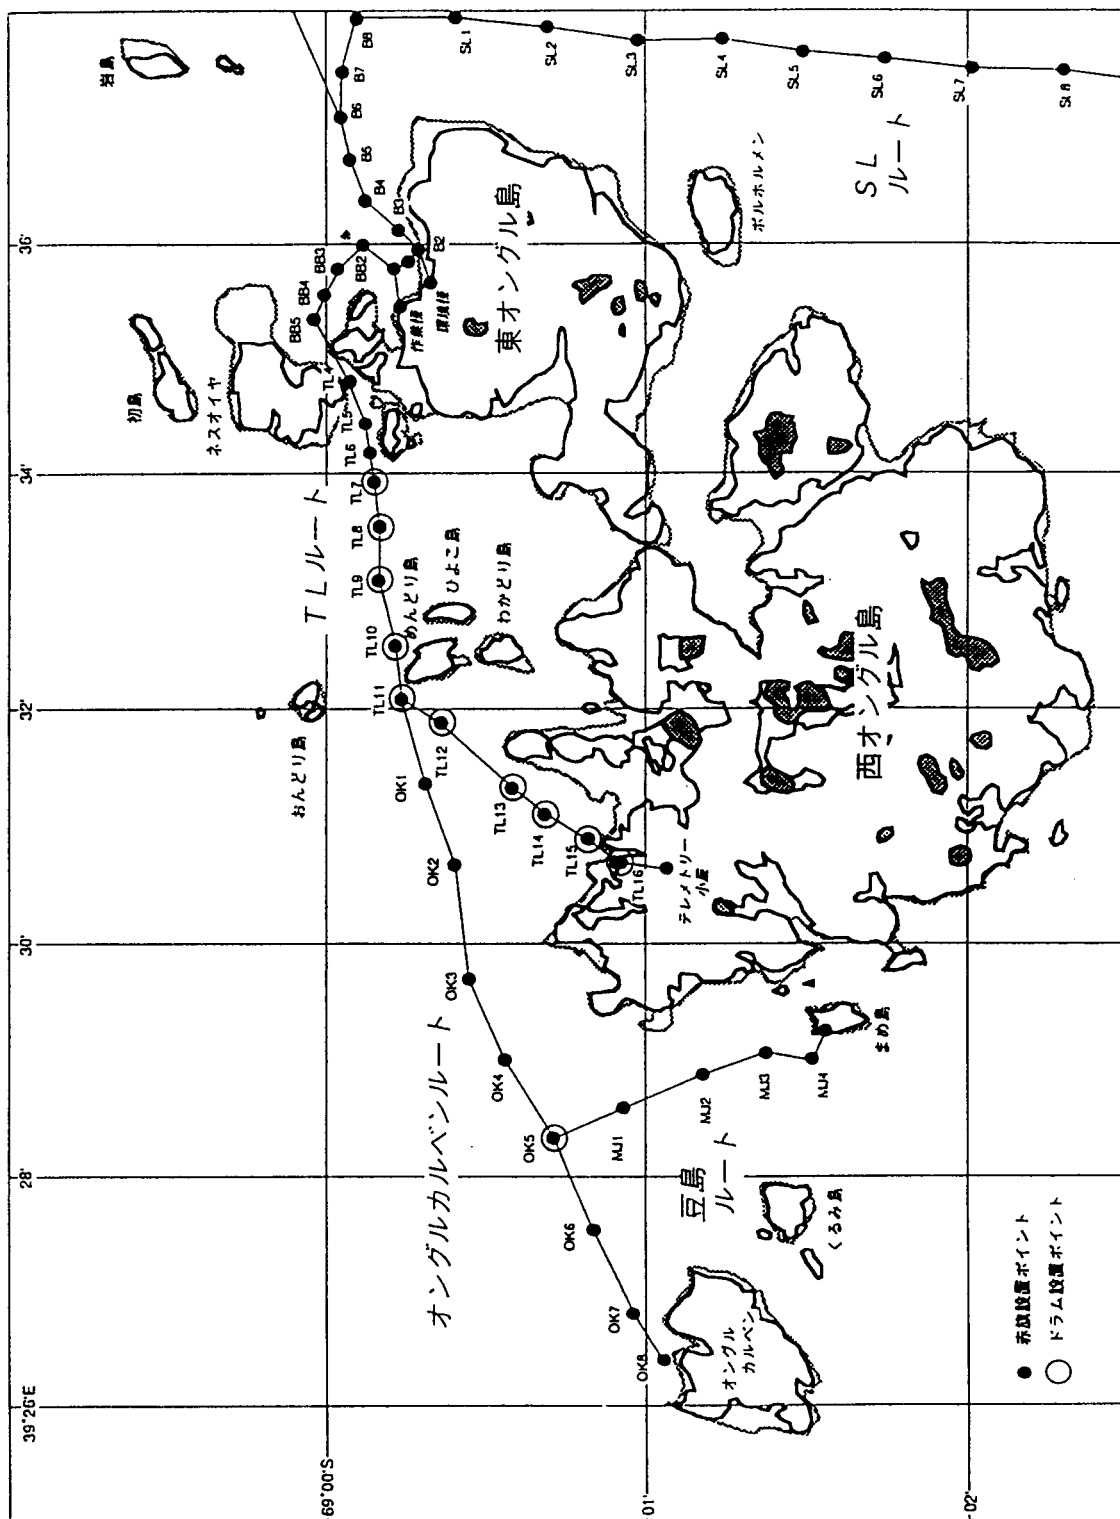 39°26'E
28'
30'
32'
34'
36'
69°00'S
01'
02'
岩島
初島
ネスオイヤ
おんどり島
めんどり島
ひよこ島
わかどり島
東オングル島
西オングル島
ポルホルメン
まめ島
くるみ島
オングル
カルベン
テレメトリー
小屋
作業棟
環境棟
TLルート
SL
ルート
オングルカルベンルート
豆島
ルート
B2
B3
B4
B5
B6
B7
B8
BB2
BB3
BB4
BB5
SL1
SL2
SL3
SL4
SL5
SL6
SL7
SL8
TL4
TL5
TL6
TL7
TL8
TL9
TL10
TL11
TL12
TL13
TL14
TL15
TL16
OK1
OK2
OK3
OK4
OK5
OK6
OK7
OK8
MJ1
MJ2
MJ3
MJ4
赤旗設置ポイント
ドラム設置ポイント